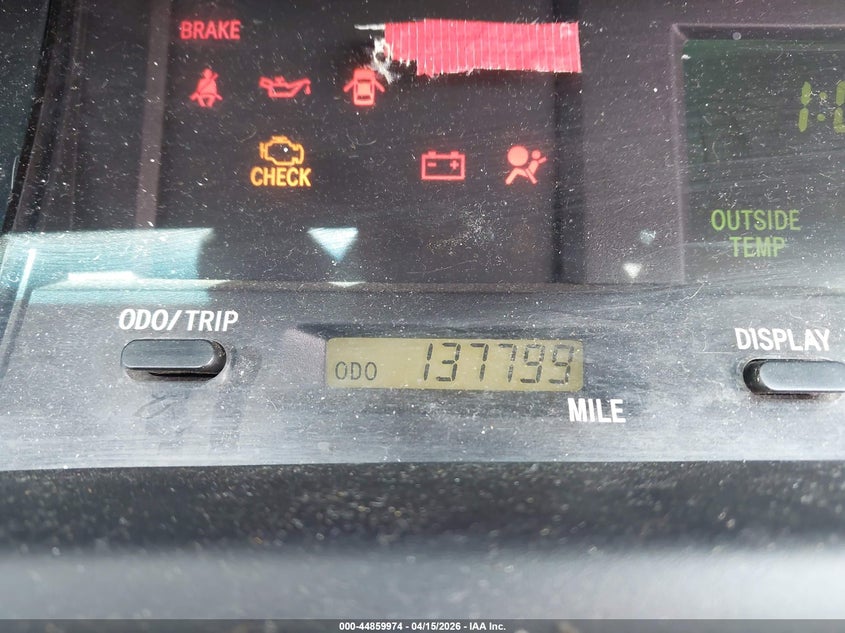 BRAKE
CHECK
OUTSIDE
TEMP
ODO/TRIP
DISPLAY
ODO 137799
MILE
000-44859974 - 04/15/2026 - IAA Inc.